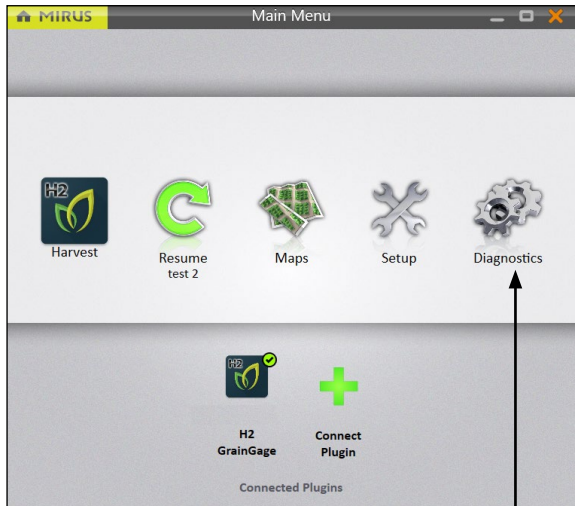 MIRUS
Main Menu
H2
Harvest
Resume
test 2
Maps
Setup
Diagnostics
H2
H2
GrainGage
Connect
Plugin
Connected Plugins